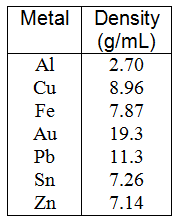 Metal Density
(g/mL)
Al 2.70
Cu 8.96
Fe 7.87
Au 19.3
Pb 11.3
Sn 7.26
Zn 7.14